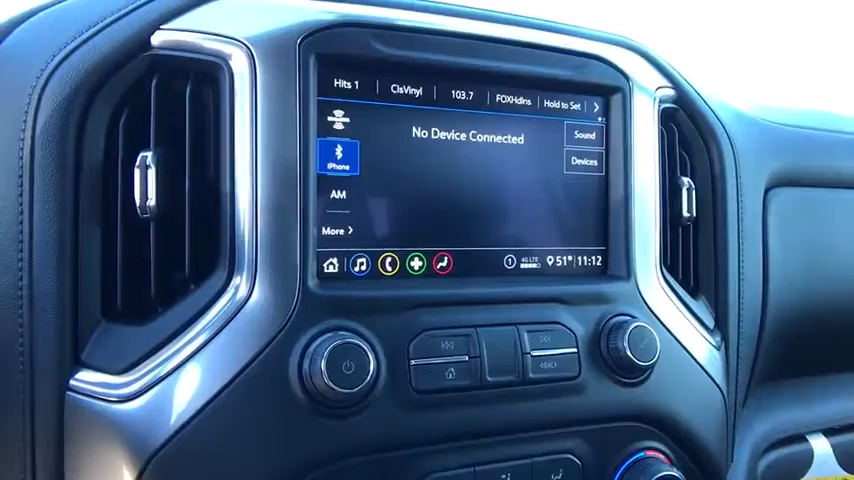 Hits 1 ClsVinyl 103.7 FOXHdlns Hold to Set
No Device Connected
Sound
Devices
iPhone
AM
More
1 4G LTE 51° 11:12
BACK